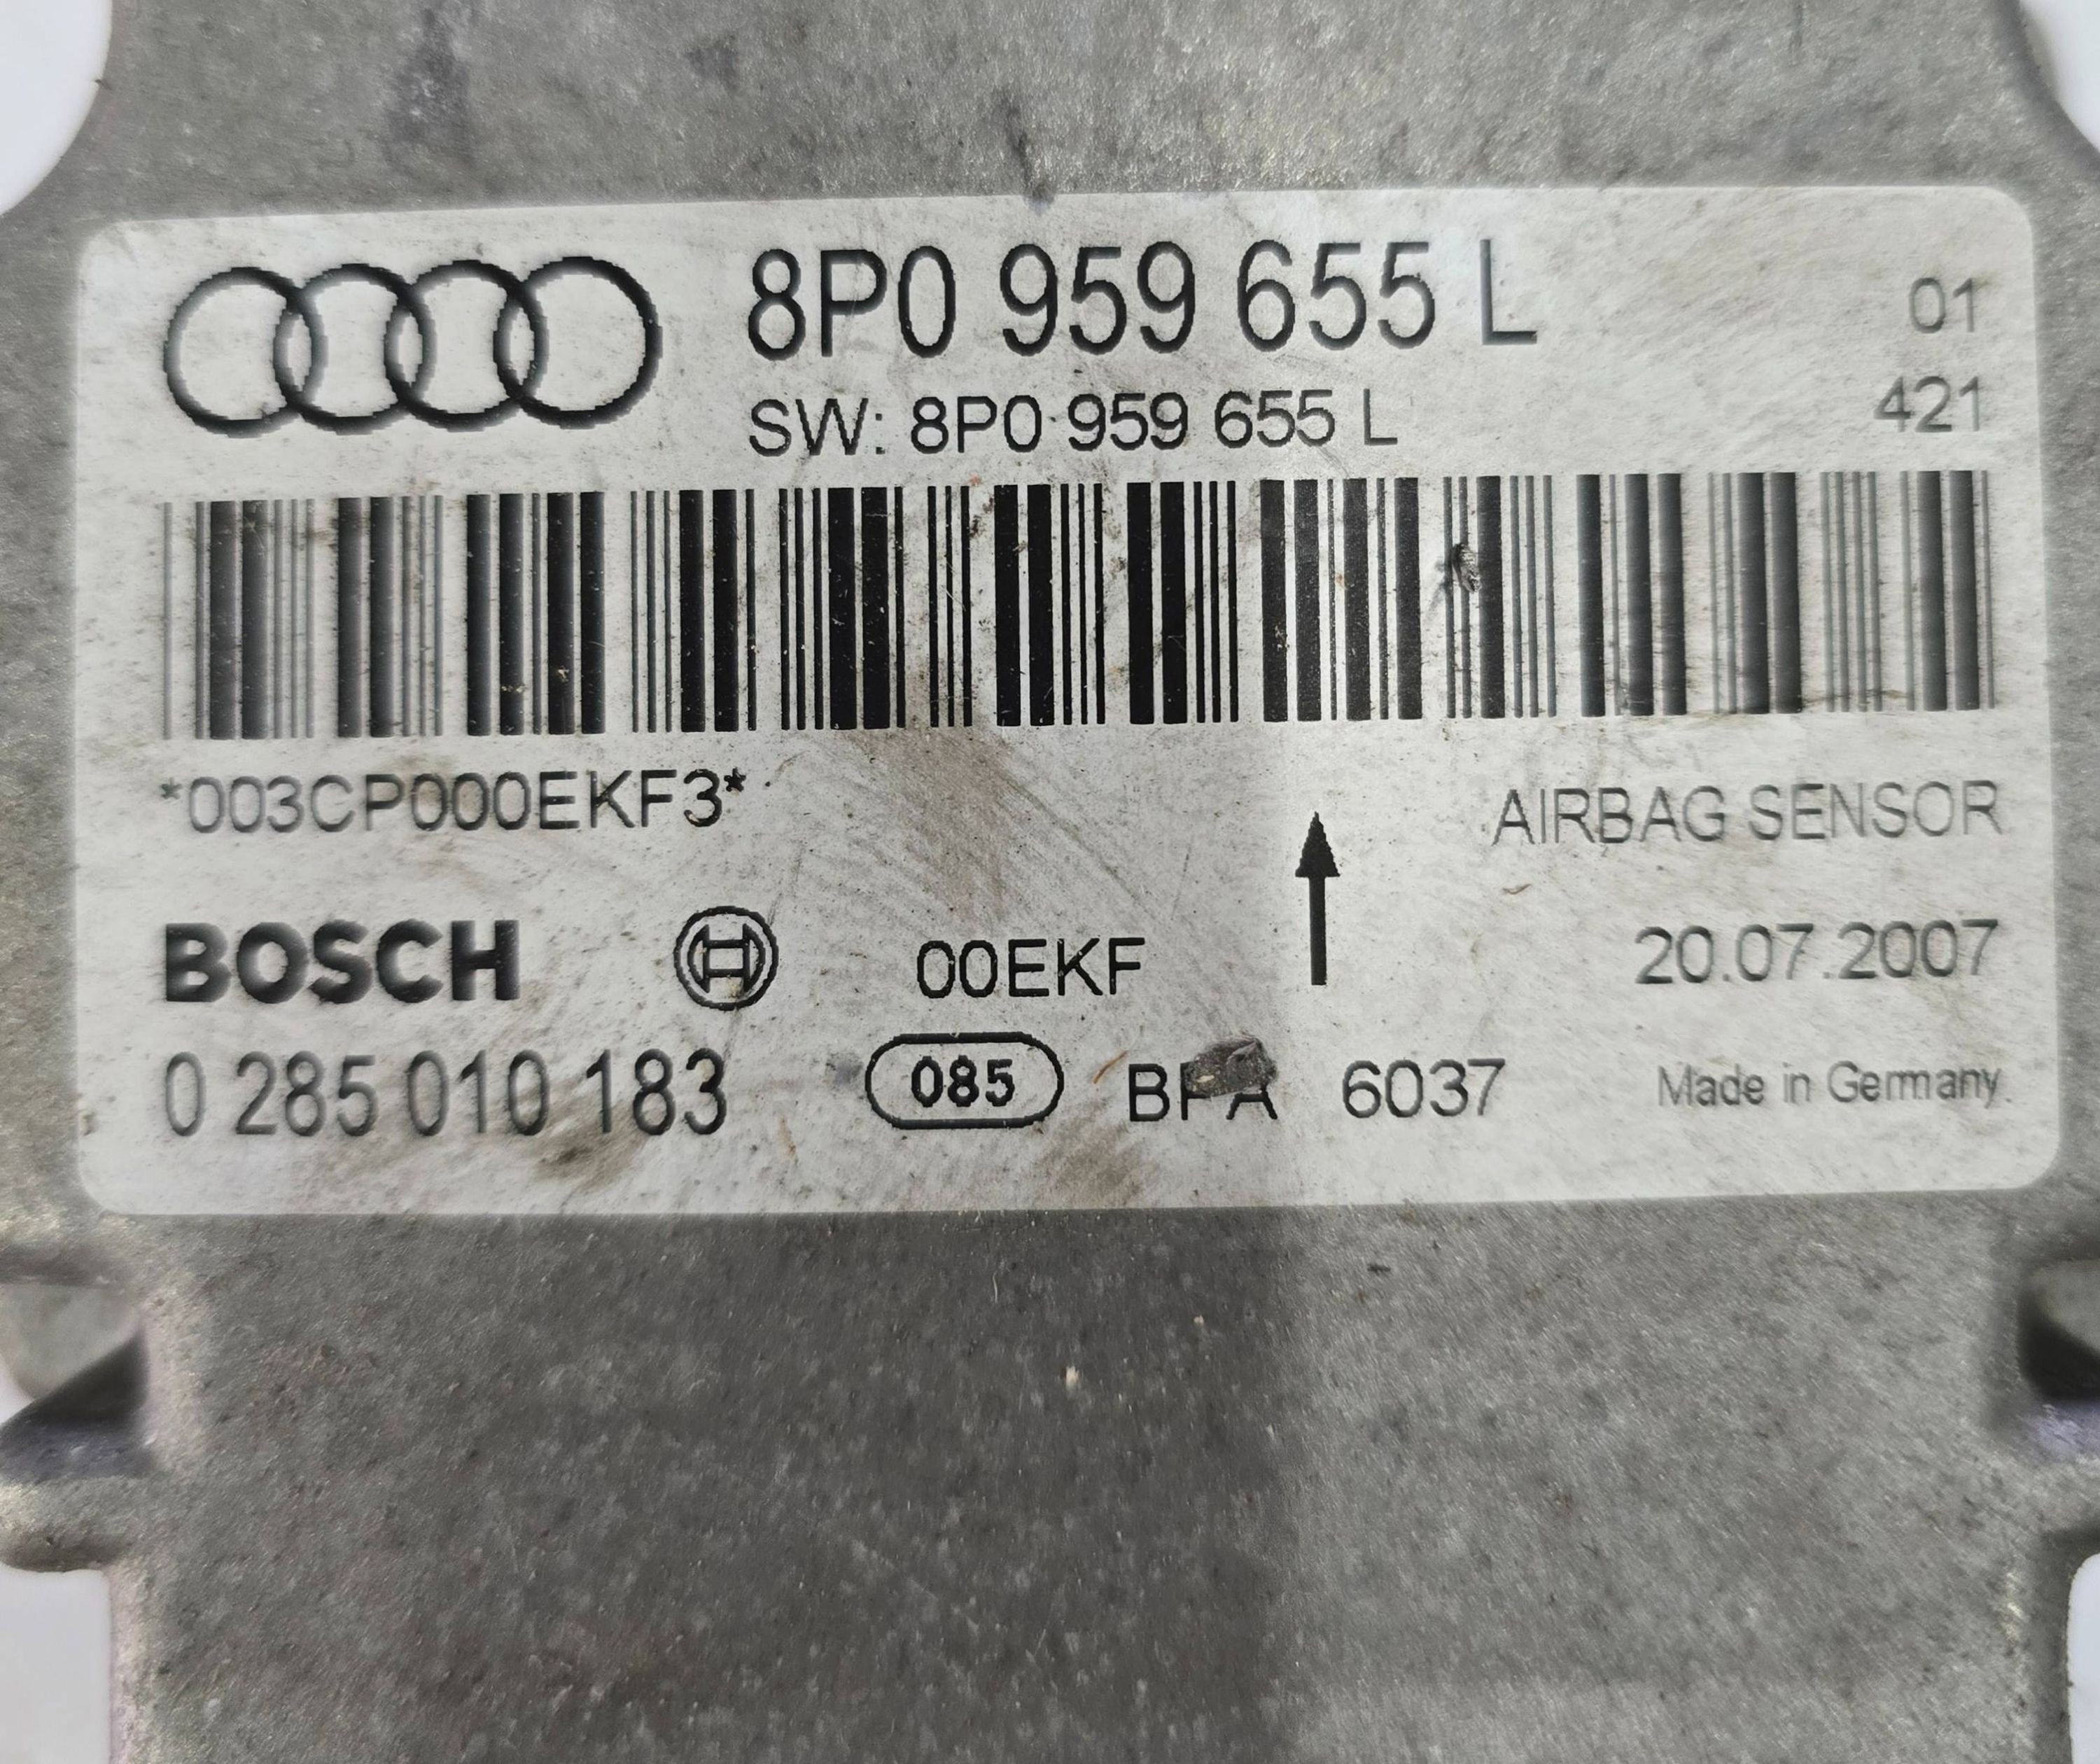 8P0 959 655 L 01
SW: 8P0 959 655 L 421
*003CP000EKF3* AIRBAG SENSOR
BOSCH 00EKF 20.07.2007
0 285 010 183 085 6037 Made in Germany.